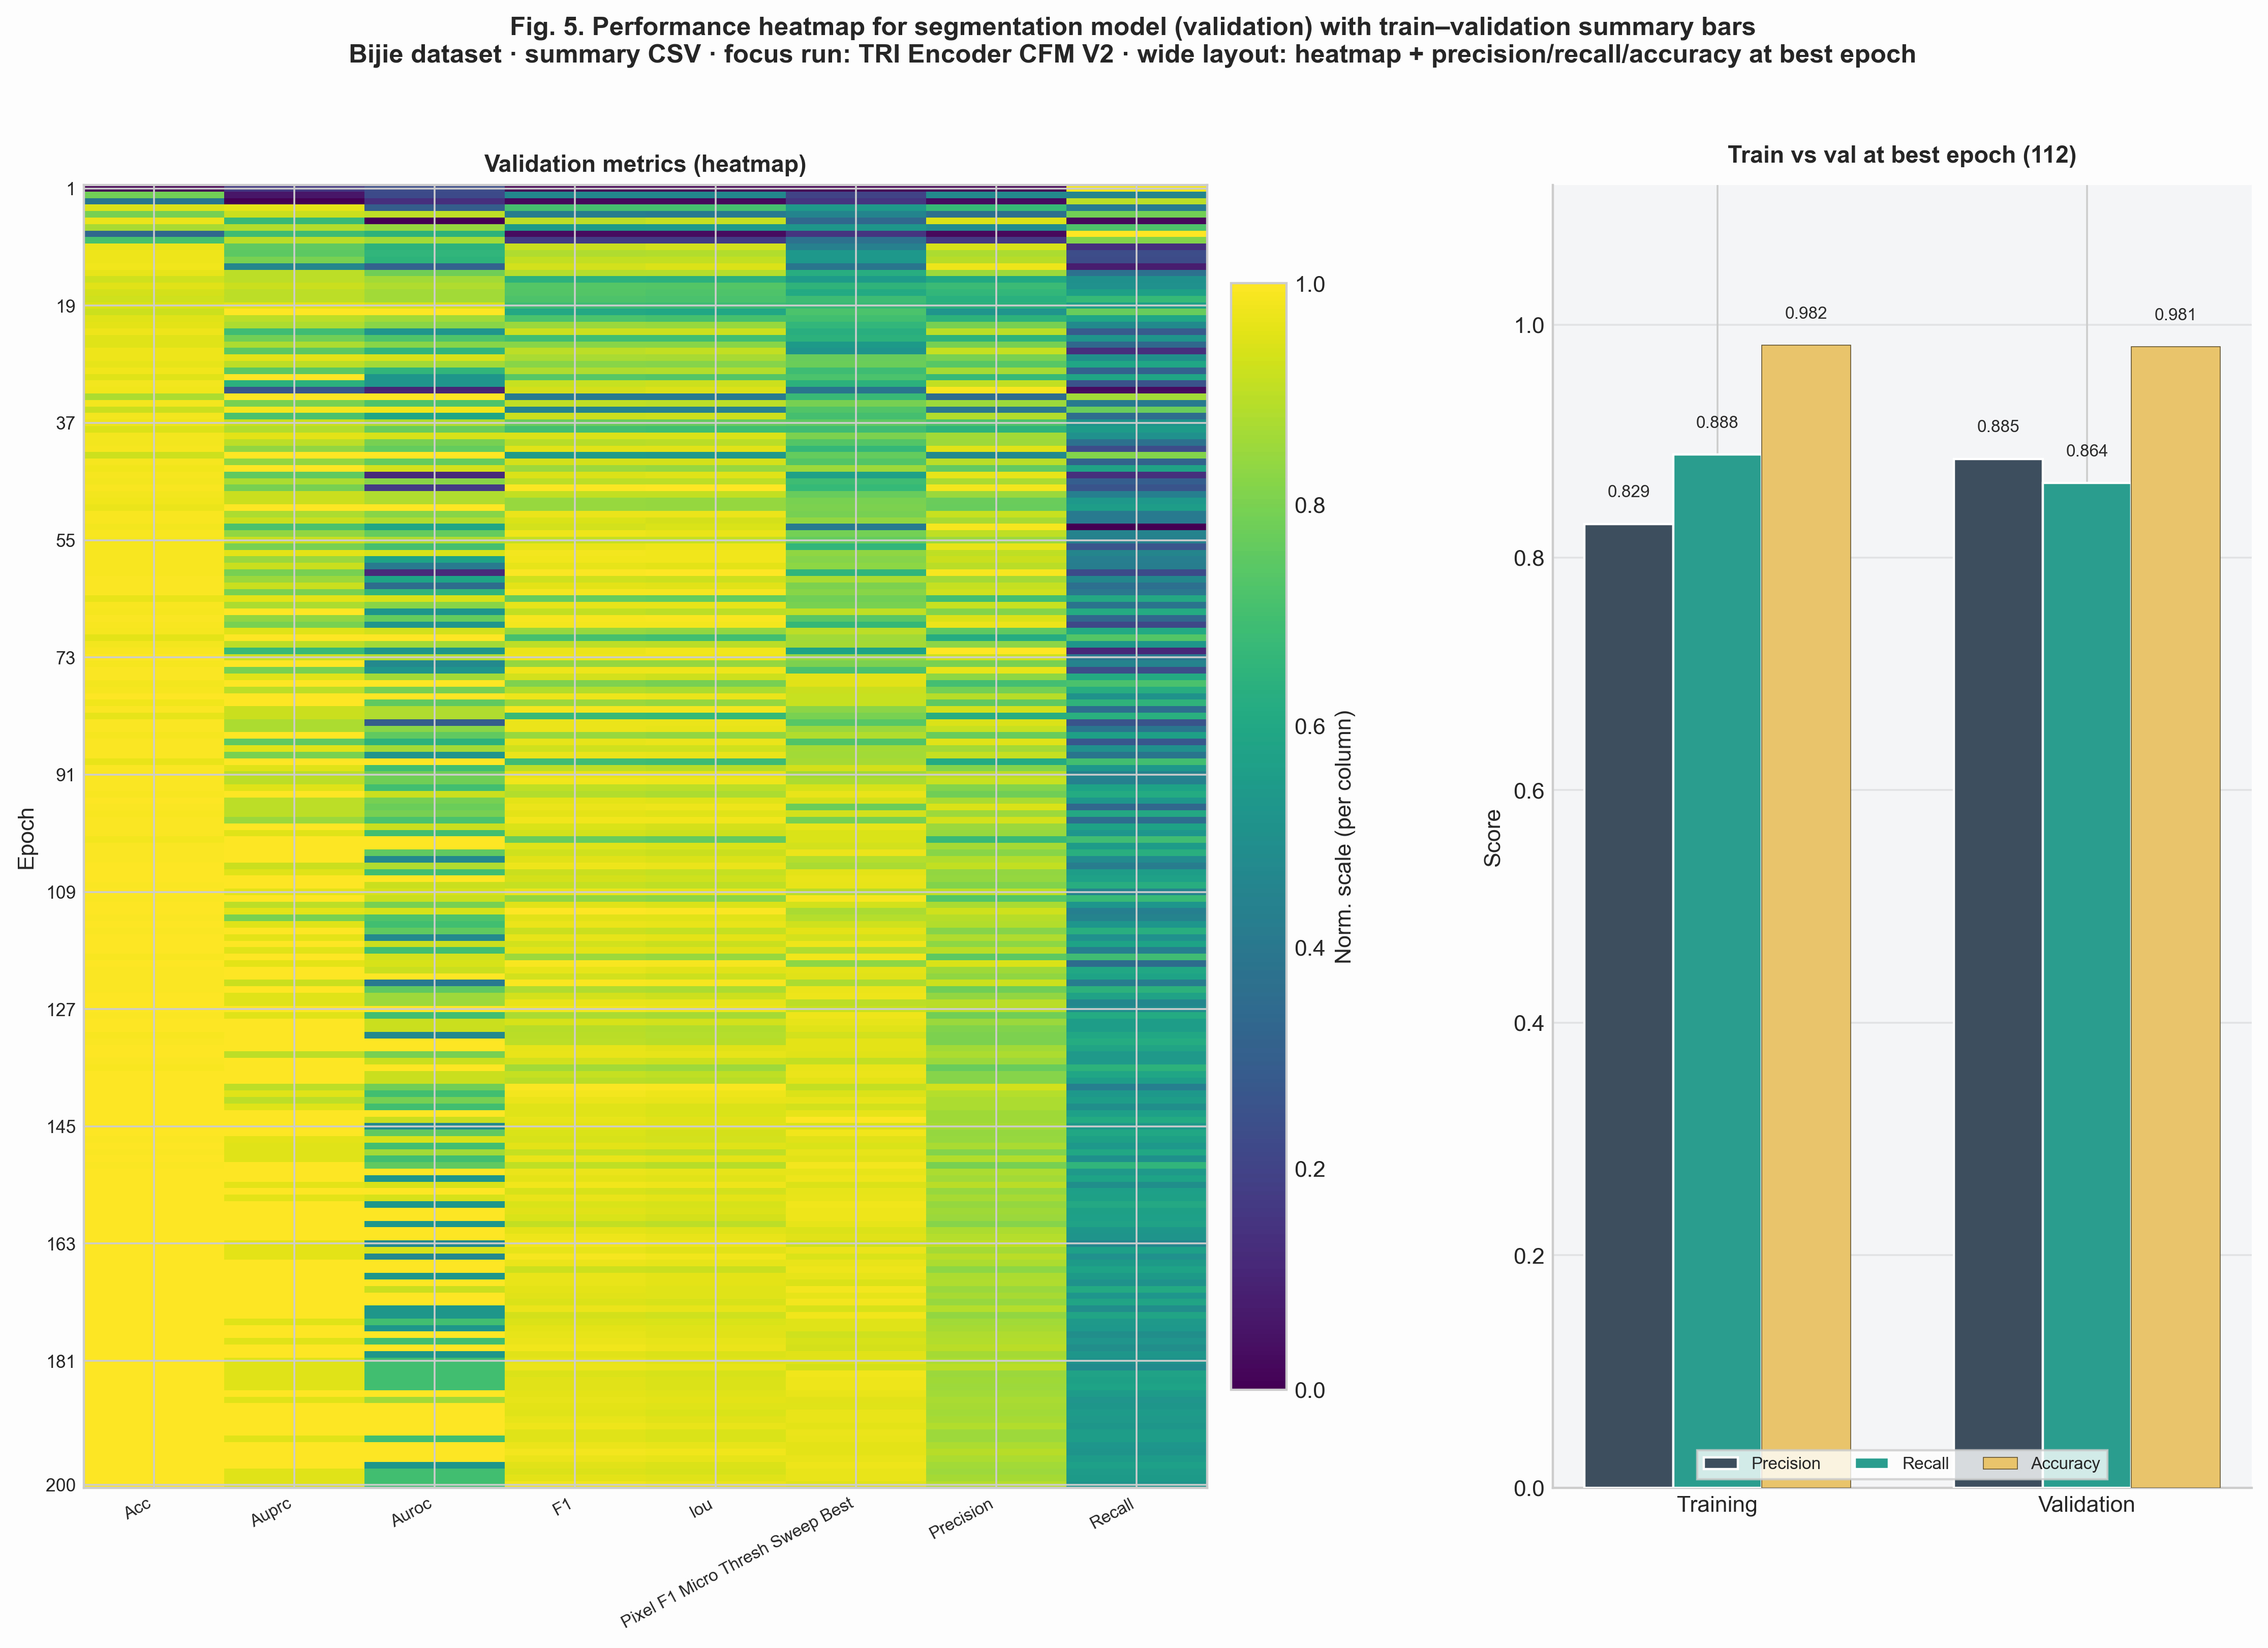 Fig. 5. Performance heatmap for segmentation model (validation) with train–validation summary bars
Bijie dataset · summary CSV · focus run: TRI Encoder CFM V2 · wide layout: heatmap + precision/recall/accuracy at best epoch
Validation metrics (heatmap)
Epoch
1
19
37
55
73
91
109
127
145
163
181
200
Acc
Auprc
Auroc
F1
Iou
Pixel F1 Micro Thresh Sweep Best
Precision
Recall
1.0
0.8
0.6
0.4
0.2
0.0
Norm. scale (per column)
Train vs val at best epoch (112)
Score
1.0
0.8
0.6
0.4
0.2
0.0
0.829
0.888
0.982
0.885
0.864
0.981
Precision
Recall
Accuracy
Training
Validation